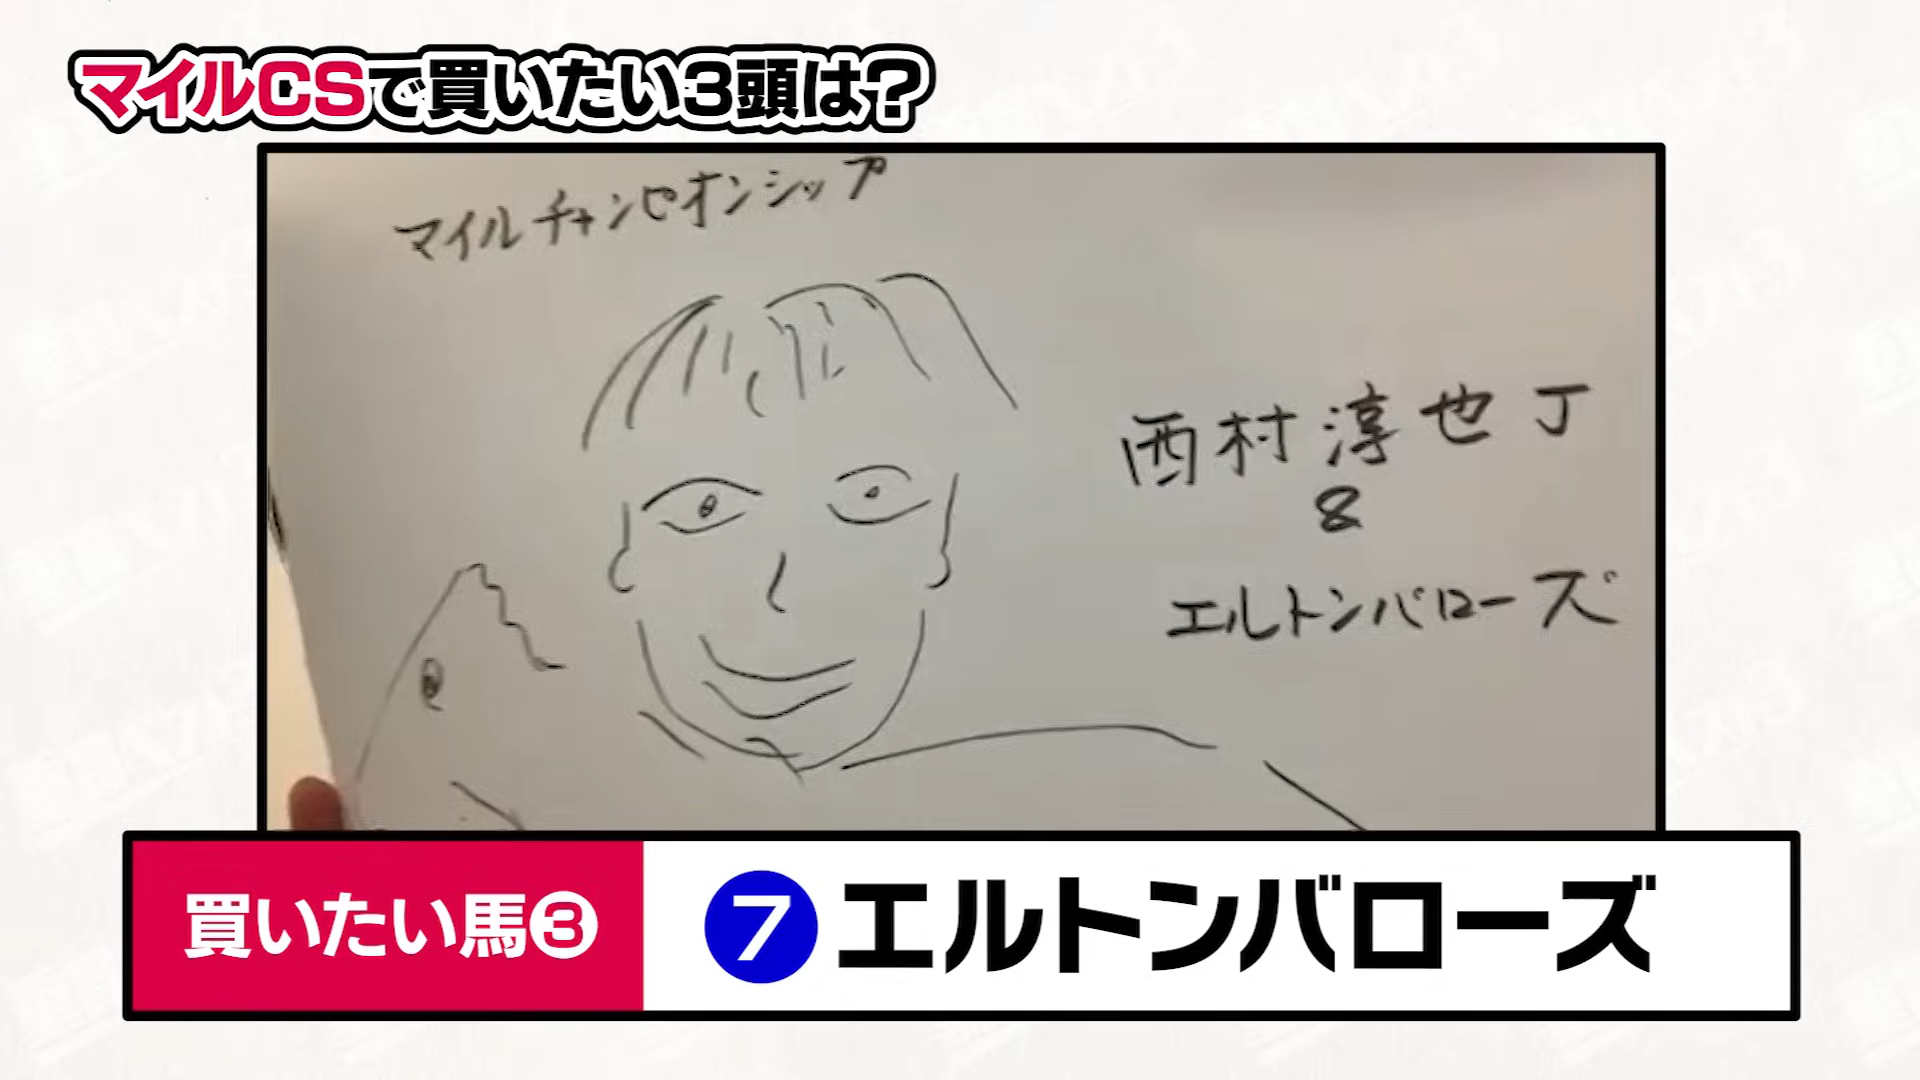 マイルCSで買いたい3頭は?
マイルチャンピオンシップ
西村淳也J
&
エルトンバローズ
買いたい馬❸
7 エルトンバローズ